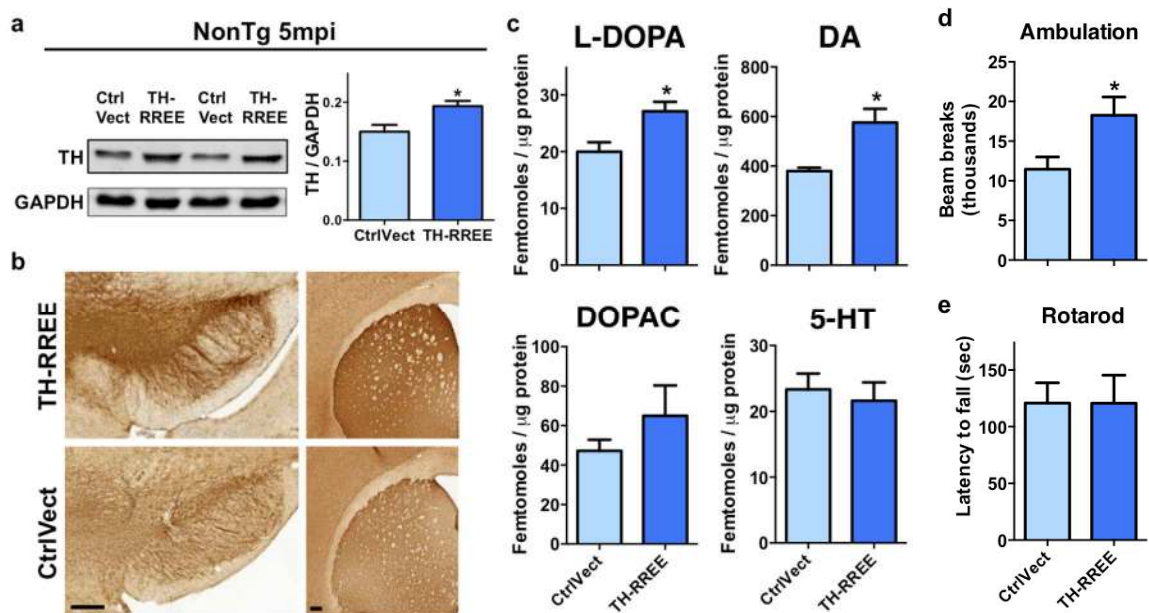 a
NonTg 5mpi
Ctrl Vect
TH-RREE
Ctrl Vect
TH-RREE
TH
GAPDH
TH / GAPDH
0.2
0.1
0.0
*
CtrlVect
TH-RREE
b
TH-RREE
CtrlVect
c
L-DOPA
Femtomoles / µg protein
30
20
10
0
*
DA
Femtomoles / µg protein
800
600
400
200
0
*
DOPAC
Femtomoles / µg protein
100
80
60
40
20
0
CtrlVect
TH-RREE
5-HT
Femtomoles / µg protein
30
20
10
0
CtrlVect
TH-RREE
d
Ambulation
Beam breaks
(thousands)
25
20
15
10
5
0
*
e
Rotarod
Latency to fall (sec)
150
100
50
0
CtrlVect
TH-RREE